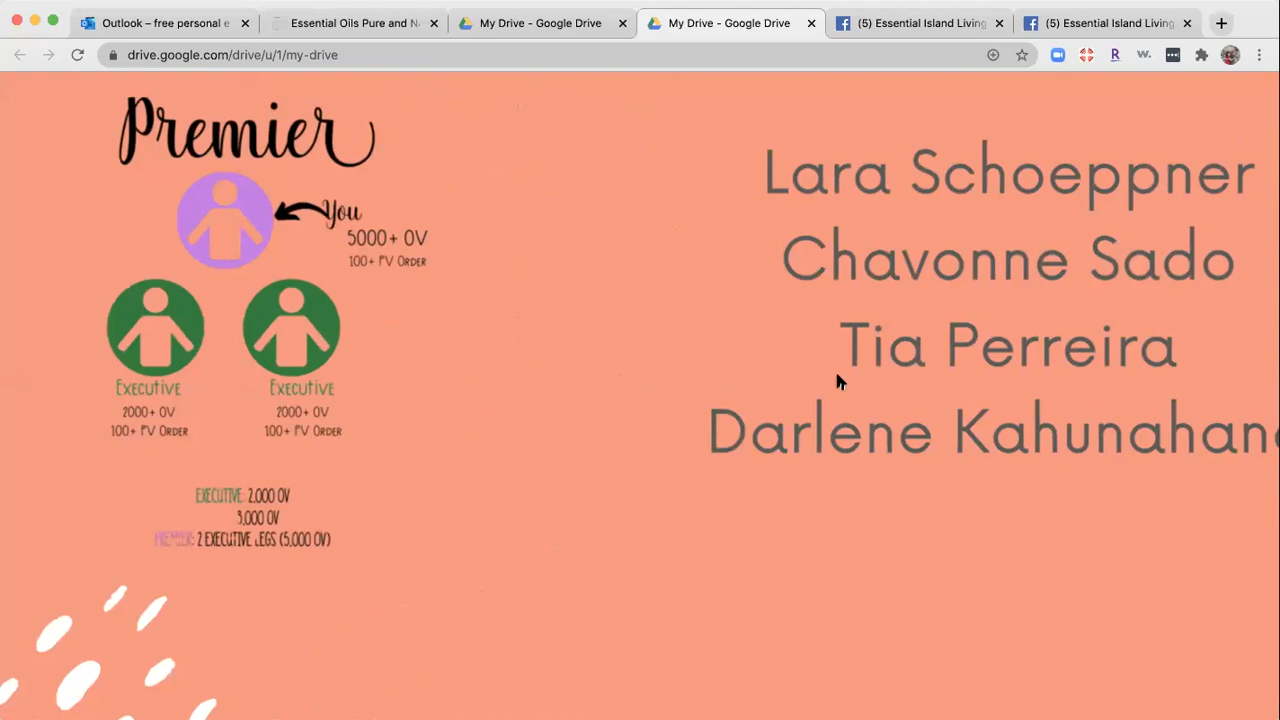 Outlook – free personal e
Essential Oils Pure and Na
My Drive - Google Drive
My Drive - Google Drive
(5) Essential Island Living
(5) Essential Island Living
drive.google.com/drive/u/1/my-drive
Premier
You
5000+ OV
100+ PV Order
Executive
2000+ OV
100+ PV Order
Executive
2000+ OV
100+ PV Order
EXECUTIVE: 2,000 OV
3,000 OV
PREMIER: 2 EXECUTIVE LEGS (5,000 OV)
Lara Schoeppner
Chavonne Sado
Tia Perreira
Darlene Kahunahan